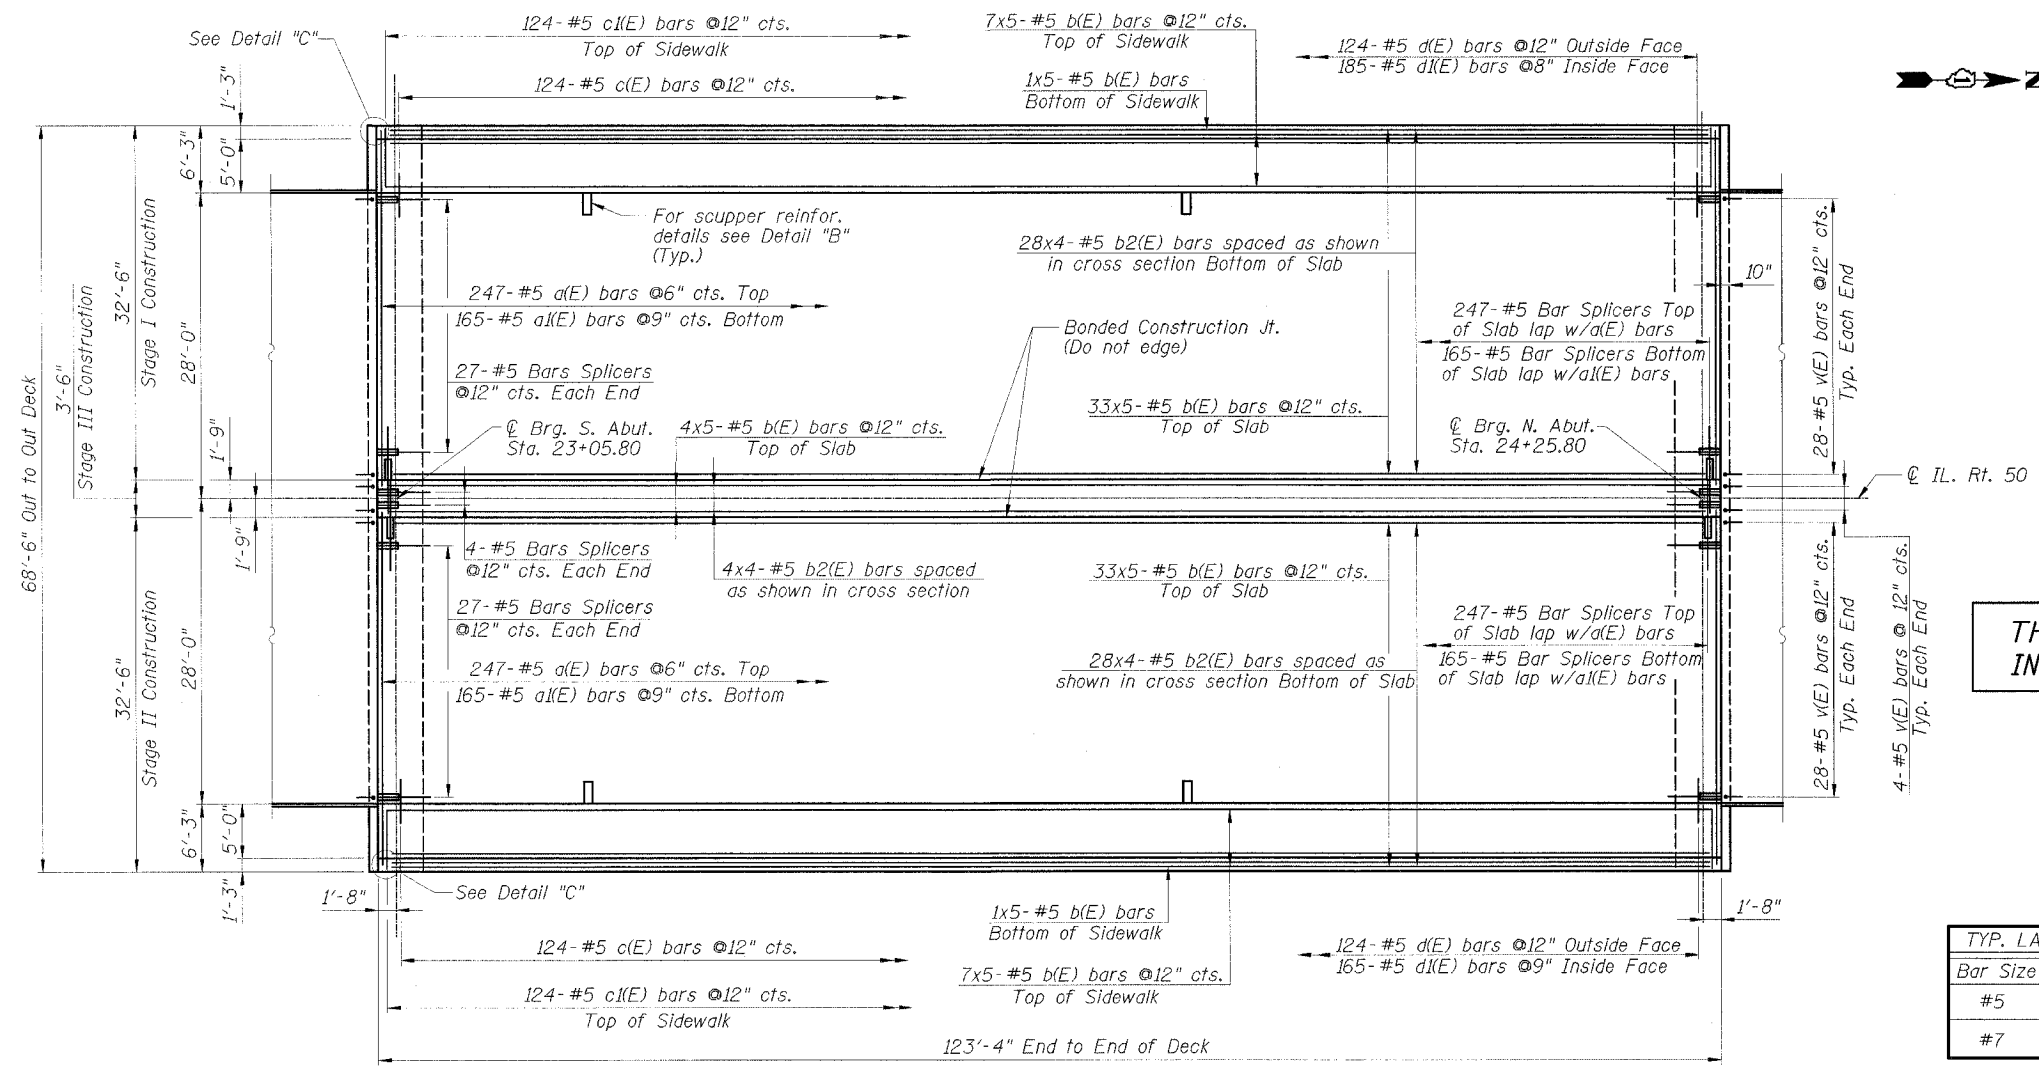 124-#5 c1(E) bars @12" cts.
Top of Sidewalk
See Detail "C"
124-#5 c(E) bars @12" cts.
7x5-#5 b(E) bars @12" cts.
Top of Sidewalk
1x5-#5 b(E) bars
Bottom of Sidewalk
124-#5 d(E) bars @12" Outside Face
185-#5 d1(E) bars @8" Inside Face
N
1'-3"
6'-3"
5'-0"
For scupper reinfor.
details see Detail "B"
(Typ.)
28x4-#5 b2(E) bars spaced as shown
in cross section Bottom of Slab
10"
247-#5 a(E) bars @6" cts. Top
165-#5 a1(E) bars @9" cts. Bottom
Bonded Construction Jt.
(Do not edge)
247-#5 Bar Splicers Top
of Slab lap w/a(E) bars
165-#5 Bar Splicers Bottom
of Slab lap w/a1(E) bars
28-#5 v(E) bars @12" cts.
Typ. Each End
68'-6" Out to Out Deck
3'-6"
Stage III Construction
32'-6"
Stage I Construction
28'-0"
1'-9"
27-#5 Bars Splicers
@12" cts. Each End
℄ Brg. S. Abut.
Sta. 23+05.80
4x5-#5 b(E) bars @12" cts.
Top of Slab
33x5-#5 b(E) bars @12" cts.
Top of Slab
℄ Brg. N. Abut.
Sta. 24+25.80
℄ IL. Rt. 50
1'-9"
4-#5 Bars Splicers
@12" cts. Each End
4x4-#5 b2(E) bars spaced
as shown in cross section
33x5-#5 b(E) bars @12" cts.
Top of Slab
27-#5 Bars Splicers
@12" cts. Each End
247-#5 a(E) bars @6" cts. Top
165-#5 a1(E) bars @9" cts. Bottom
28x4-#5 b2(E) bars spaced as
shown in cross section Bottom of Slab
247-#5 Bar Splicers Top
of Slab lap w/a(E) bars
165-#5 Bar Splicers Bottom
of Slab lap w/a1(E) bars
28-#5 v(E) bars @12" cts.
Typ. Each End
4-#5 v(E) bars @ 12" cts.
Typ. Each End
TH
IN
32'-6"
Stage II Construction
28'-0"
6'-3"
5'-0"
1'-3"
1'-8"
See Detail "C"
1'-8"
1x5-#5 b(E) bars
Bottom of Sidewalk
124-#5 c(E) bars @12" cts.
7x5-#5 b(E) bars @12" cts.
Top of Sidewalk
124-#5 d(E) bars @12" Outside Face
165-#5 d1(E) bars @9" Inside Face
124-#5 c1(E) bars @12" cts.
Top of Sidewalk
123'-4" End to End of Deck
TYP. LA
Bar Size
#5
#7